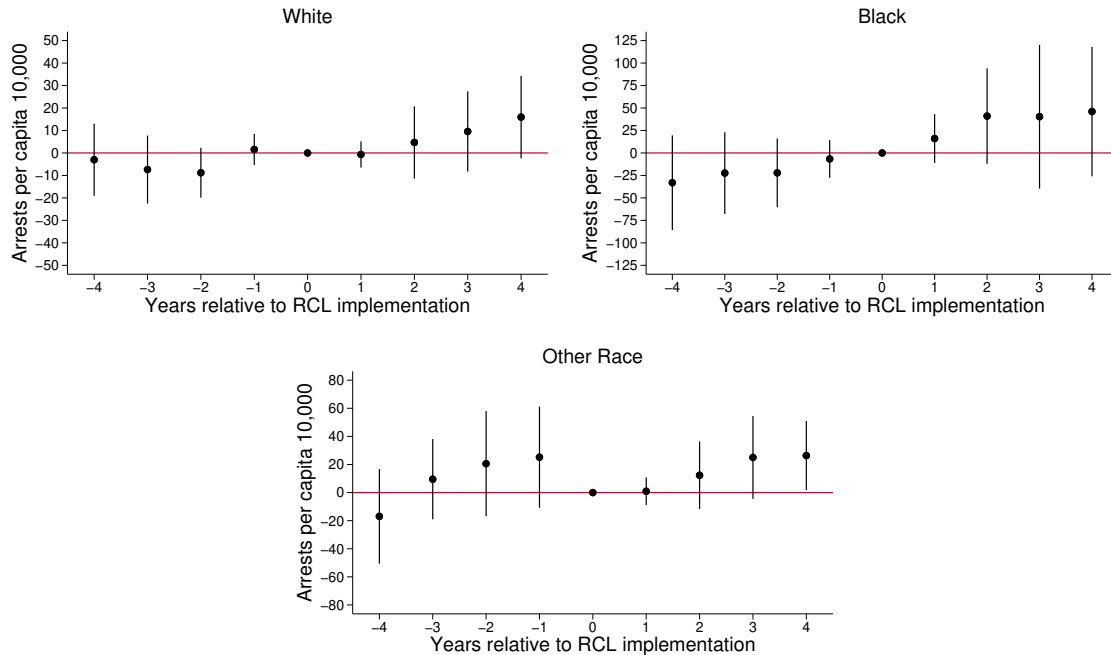 White
Arrests per capita 10,000
50
40
30
20
10
0
−10
−20
−30
−40
−50
−4 −3 −2 −1 0 1 2 3 4
Years relative to RCL implementation
Black
Arrests per capita 10,000
125
100
75
50
25
0
−25
−50
−75
−100
−125
−4 −3 −2 −1 0 1 2 3 4
Years relative to RCL implementation
Other Race
Arrests per capita 10,000
80
60
40
20
0
−20
−40
−60
−80
−4 −3 −2 −1 0 1 2 3 4
Years relative to RCL implementation